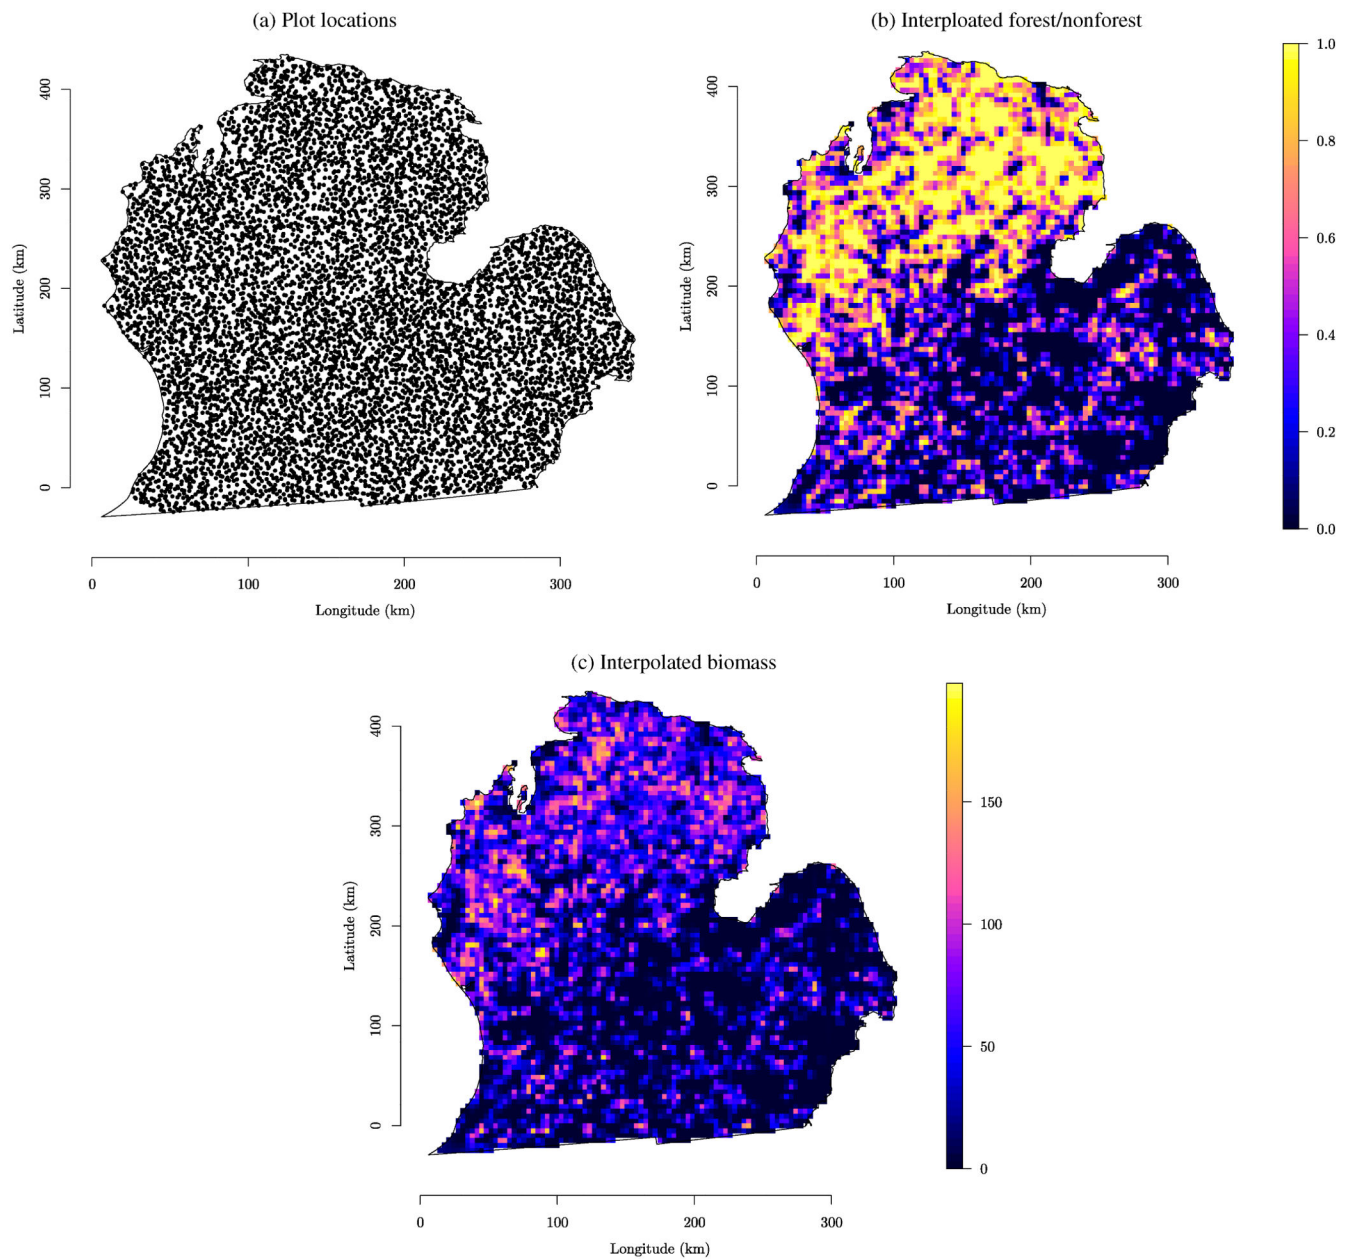 (a) Plot locations
400
300
200
100
0
Latitude (km)
0 100 200 300
Longitude (km)
(b) Interploated forest/nonforest
400
300
200
100
0
Latitude (km)
0 100 200 300
Longitude (km)
1.0
0.8
0.6
0.4
0.2
0.0
(c) Interpolated biomass
400
300
200
100
0
Latitude (km)
0 100 200 300
Longitude (km)
150
100
50
0